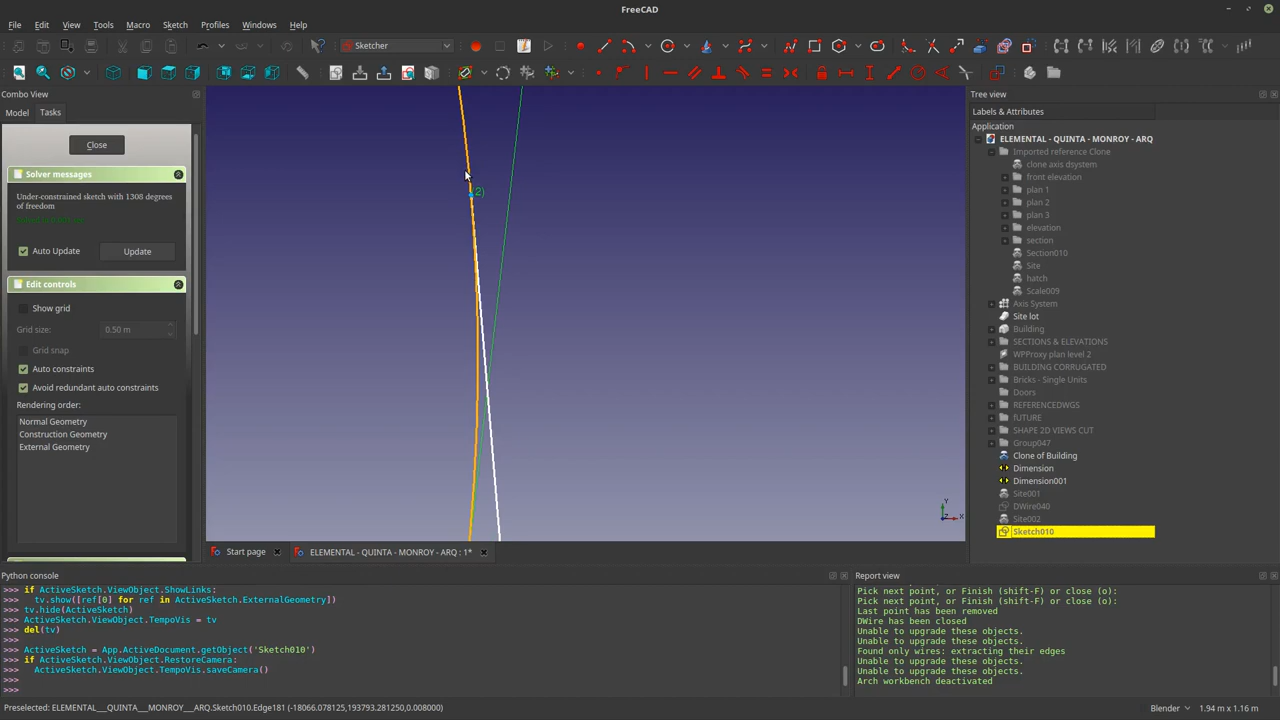 FreeCAD
File Edit View Tools Macro Sketch Profiles Windows Help
Sketcher
Combo View
Model Tasks
Close
Solver messages
Under-constrained sketch with 1308 degrees
of freedom
Auto Update Update
Edit controls
Show grid
Grid size: 0.50 m
Grid snap
Auto constraints
Avoid redundant auto constraints
Rendering order:
Normal Geometry
Construction Geometry
External Geometry
2)
Y
Z X
Start page ELEMENTAL - QUINTA - MONROY - ARQ : 1*
Tree view
Labels & Attributes
Application
ELEMENTAL - QUINTA - MONROY - ARQ
Imported reference Clone
clone axis dsystem
front elevation
plan 1
plan 2
plan 3
elevation
section
Section010
Site
hatch
Scale009
Axis System
Site lot
Building
SECTIONS & ELEVATIONS
WPProxy plan level 2
BUILDING CORRUGATED
Bricks - Single Units
Doors
REFERENCEDWGS
fUTURE
SHAPE 2D VIEWS CUT
Group047
Clone of Building
Dimension
Dimension001
Site001
DWire040
Site002
Sketch010
Python console
>>> if ActiveSketch.ViewObject.ShowLinks:
>>>   tv.show([ref[0] for ref in ActiveSketch.ExternalGeometry])
>>> tv.hide(ActiveSketch)
>>> ActiveSketch.ViewObject.TempoVis = tv
>>> del(tv)
>>>
>>> ActiveSketch = App.ActiveDocument.getObject('Sketch010')
>>> if ActiveSketch.ViewObject.RestoreCamera:
>>>   ActiveSketch.ViewObject.TempoVis.saveCamera()
>>>
>>>
Report view
Pick next point, or Finish (shift-F) or close (o):
Pick next point, or Finish (shift-F) or close (o):
Last point has been removed
DWire has been closed
Unable to upgrade these objects.
Unable to upgrade these objects.
Found only wires: extracting their edges
Unable to upgrade these objects.
Unable to upgrade these objects.
Arch workbench deactivated
Preselected: ELEMENTAL___QUINTA___MONROY___ARQ.Sketch010.Edge181 (-18066.078125,193793.281250,0.008000)
Blender 1.94 m x 1.16 m